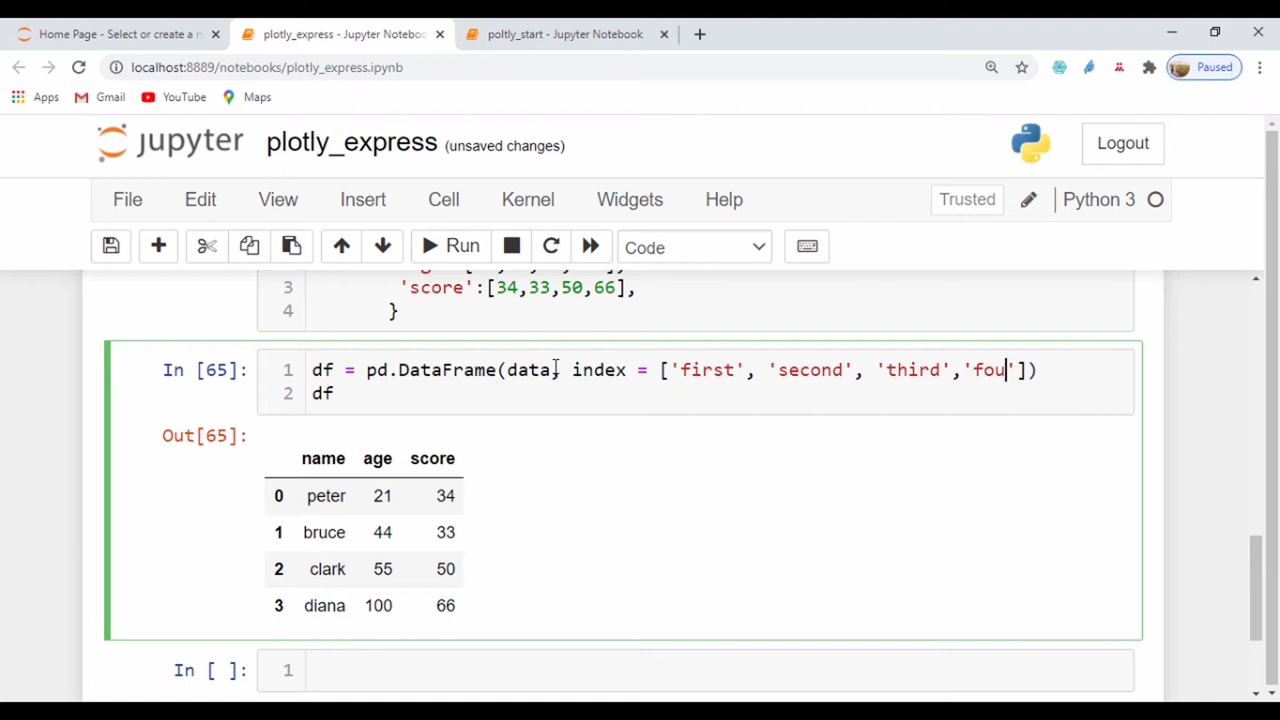 Home Page - Select or create a n
plotly_express - Jupyter Noteboo
poltly_start - Jupyter Notebook
localhost:8889/notebooks/plotly_express.ipynb
Paused
Apps
Gmail
YouTube
Maps
jupyter
plotly_express (unsaved changes)
Logout
File
Edit
View
Insert
Cell
Kernel
Widgets
Help
Trusted
Python 3
Run
Code
3 'score':[34,33,50,66],
4 }
In [65]:
1 df = pd.DataFrame(data, index = ['first', 'second', 'third','fou'])
2 df
Out[65]:
name age score
0 peter 21 34
1 bruce 44 33
2 clark 55 50
3 diana 100 66
In [ ]:
1